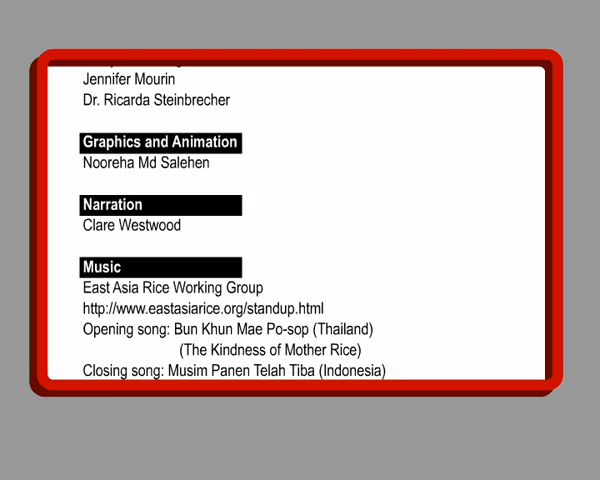 Jennifer Mourin
Dr. Ricarda Steinbrecher
Graphics and Animation
Nooreha Md Salehen
Narration
Clare Westwood
Music
East Asia Rice Working Group
http://www.eastasiarice.org/standup.html
Opening song: Bun Khun Mae Po-sop (Thailand)
(The Kindness of Mother Rice)
Closing song: Musim Panen Telah Tiba (Indonesia)